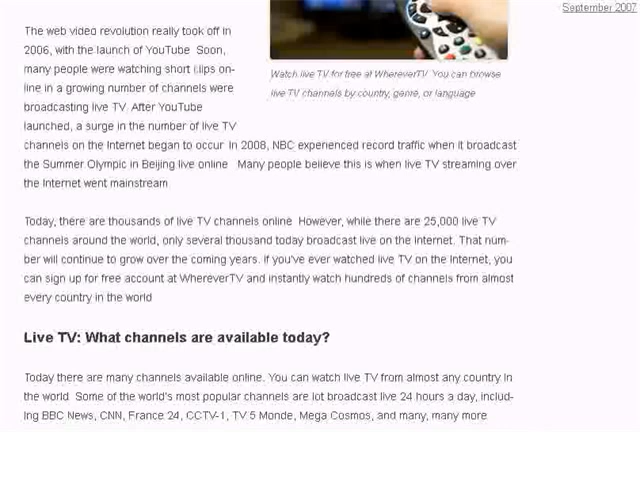 September 2007
The web video revolution really took off in
2006, with the launch of YouTube Soon,
many people were watching short clips on-
line in a growing number of channels were
broadcasting live TV. After YouTube
launched, a surge in the number of live TV
channels on the Internet began to occur In 2008, NBC experienced record traffic when it broadcast
the Summer Olympic in Beijing live online Many people believe this is when live TV streaming over
the Internet went mainstream
Watch live TV for free at WhereverTV You can browse
live TV channels by country, genre, or language
Today, there are thousands of live TV channels online However, while there are 25,000 live TV
channels around the world, only several thousand today broadcast live on the Internet. That num-
ber will continue to grow over the coming years. If you've ever watched live TV on the Internet, you
can sign up for free account at WhereverTV and instantly watch hundreds of channels from almost
every country in the world
Live TV: What channels are available today?
Today there are many channels available online. You can watch live TV from almost any country in
the world Some of the world's most popular channels are lot broadcast live 24 hours a day, includ-
ing BBC News, CNN, France 24, CCTV-1, TV 5 Monde, Mega Cosmos, and many, many more